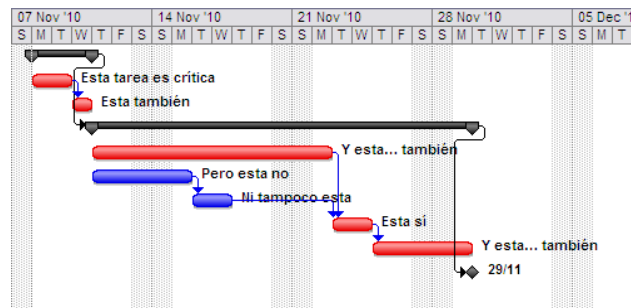 07 Nov '10 14 Nov '10 21 Nov '10 28 Nov '10 05 Dec '1
S M T W T F S S M T W T F S S M T W T F S S M T W T F S S M T
Esta tarea es crítica
Esta también
Y esta... también
Pero esta no
Ni tampoco esta
Esta sí
Y esta... también
29/11